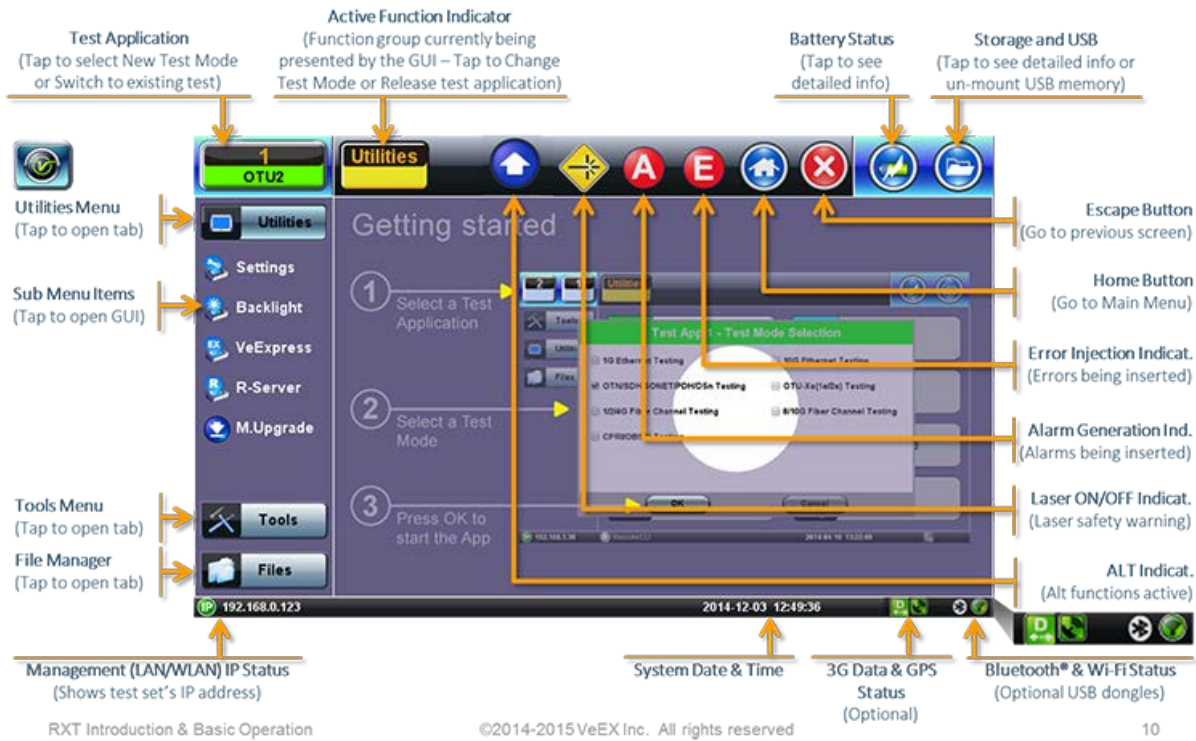 Test Application
(Tap to select New Test Mode
or Switch to existing test)
Active Function Indicator
(Function group currently being
presented by the GUI – Tap to Change
Test Mode or Release test application)
Battery Status
(Tap to see
detailed info)
Storage and USB
(Tap to see detailed info or
un-mount USB memory)
1
OTU2
Utilities
A
E
Utilities Menu
(Tap to open tab)
Sub Menu Items
(Tap to open GUI)
Tools Menu
(Tap to open tab)
File Manager
(Tap to open tab)
Utilities
Settings
Backlight
VeExpress
R-Server
M.Upgrade
Tools
Files
Getting started
1
Select a Test
Application
2
Select a Test
Mode
3
Press OK to
start the App
2
1
Utilities
Tools
Files
Test App 1 - Test Mode Selection
1G Ethernet Testing
10G Ethernet Testing
OTN/SDH/SONET/PDH/DSn Testing
OTU-Xe(1e/2e) Testing
1/2/4G Fiber Channel Testing
8/10G Fiber Channel Testing
OK
Cancel
Escape Button
(Go to previous screen)
Home Button
(Go to Main Menu)
Error Injection Indicat.
(Errors being inserted)
Alarm Generation Ind.
(Alarms being inserted)
Laser ON/OFF Indicat.
(Laser safety warning)
ALT Indicat.
(Alt functions active)
IP 192.168.0.123
2014-12-03 12:49:36
D
D
Management (LAN/WLAN) IP Status
(Shows test set's IP address)
System Date & Time
3G Data & GPS
Status
(Optional)
Bluetooth® & Wi-Fi Status
(Optional USB dongles)
RXT Introduction & Basic Operation
©2014-2015 VeEX Inc. All rights reserved
10